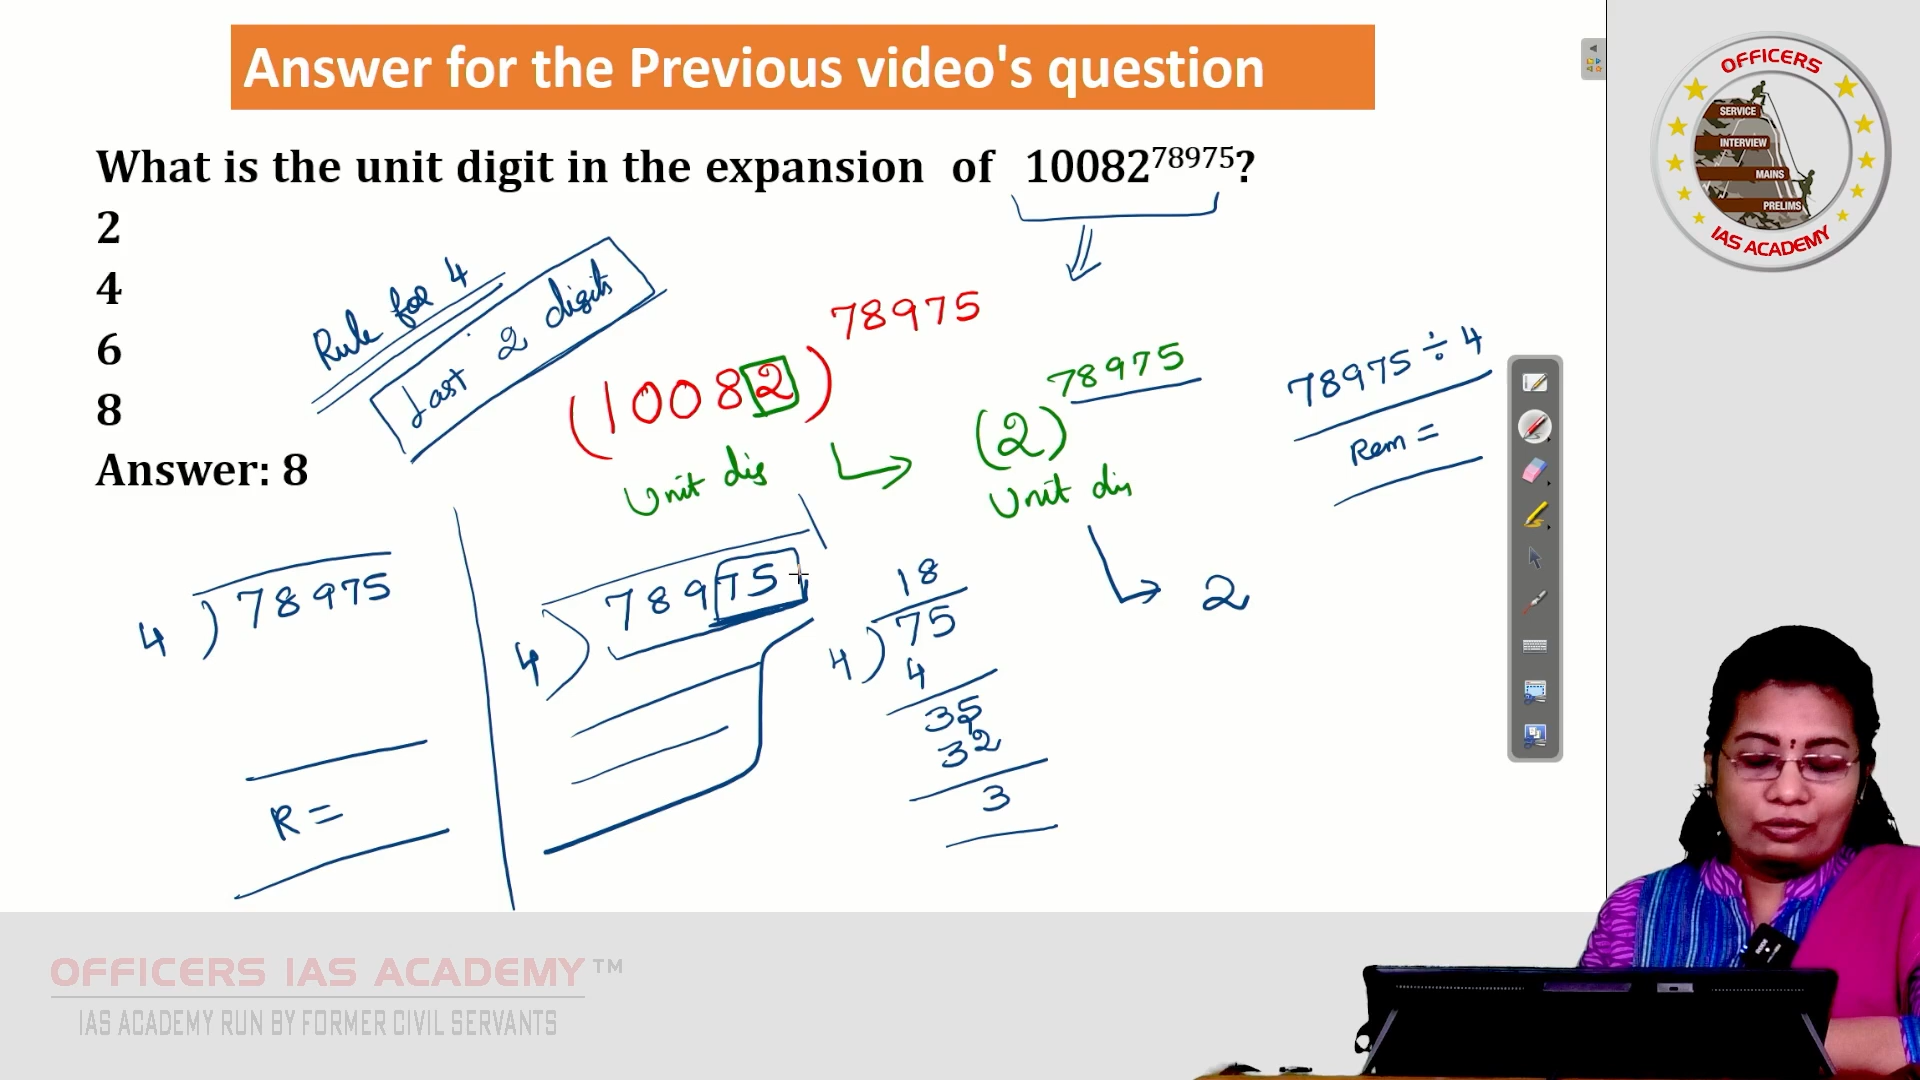 Answer for the Previous video's question
What is the unit digit in the expansion of 10082^78975?
2
4
6
8
Answer: 8
Rule for 4
Last 2 digits
(10082)^78975
Unit dig
(2)^78975
Unit dig
2
78975 ÷ 4
Rem =
4) 78975
R =
4) 78975
18
4) 75
4
35
32
3
OFFICERS
SERVICE
INTERVIEW
MAINS
PRELIMS
IAS ACADEMY
OFFICERS IAS ACADEMY™
IAS ACADEMY RUN BY FORMER CIVIL SERVANTS